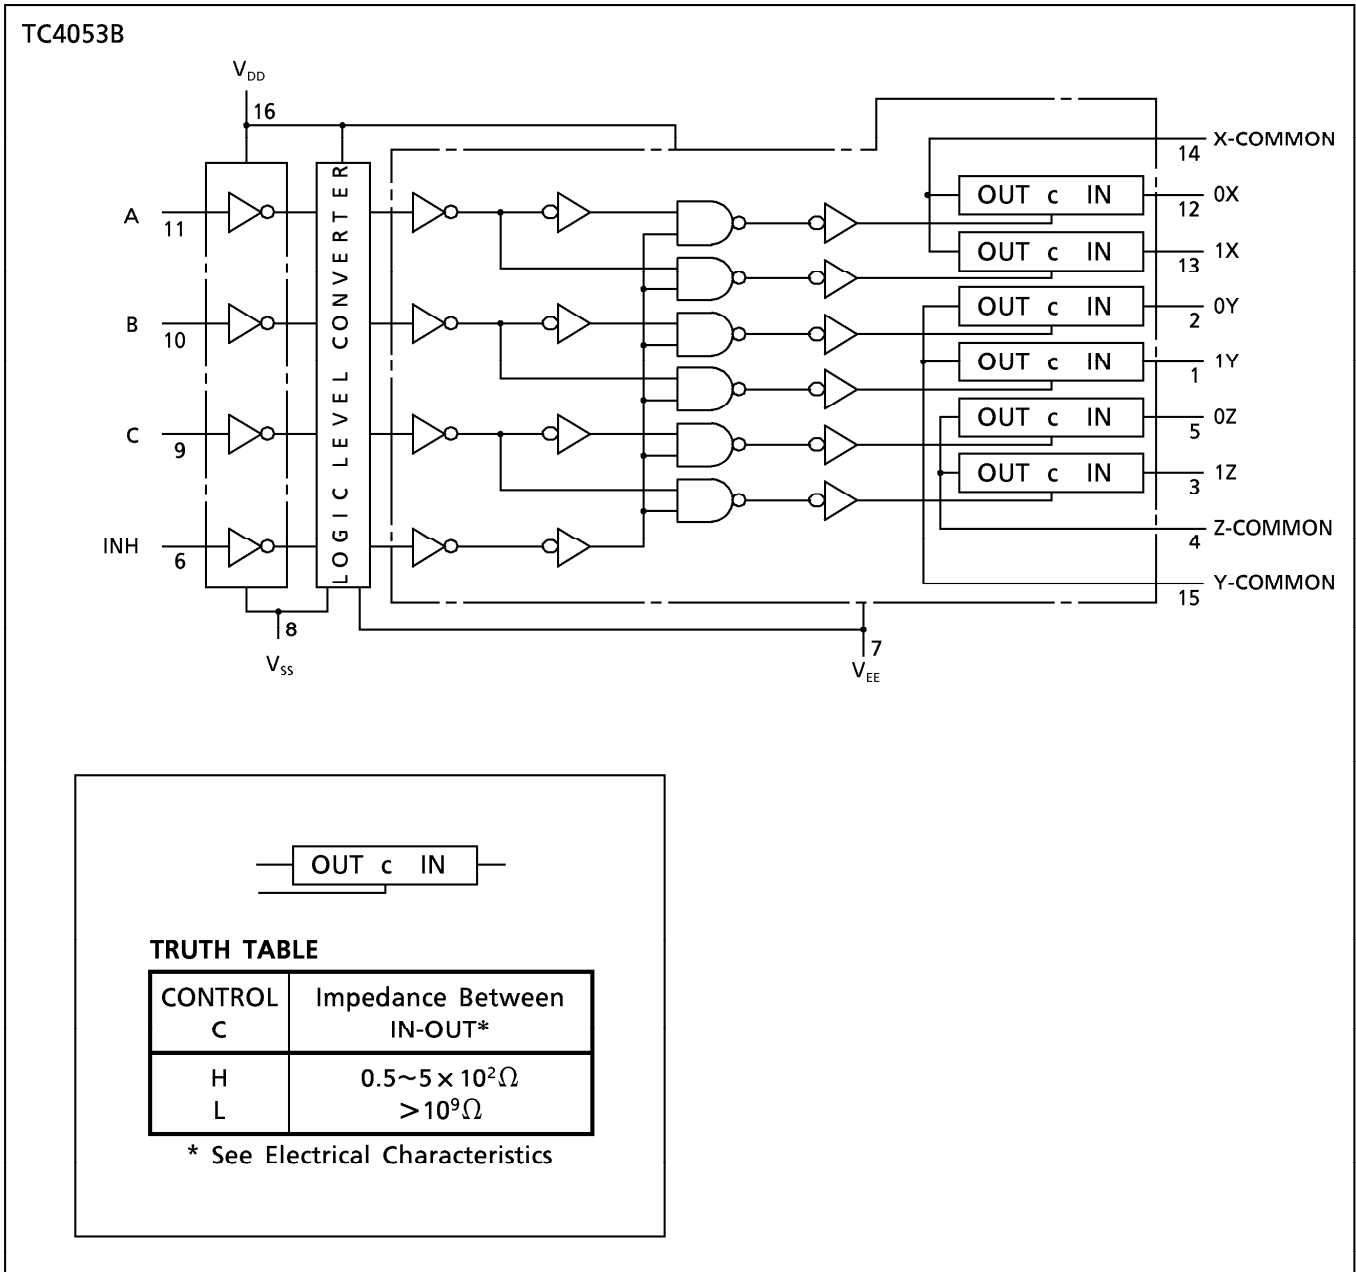 TC4053B
V_DD
16
X-COMMON
14
A
11
OUT c IN
0X
12
OUT c IN
1X
13
B
10
OUT c IN
0Y
2
OUT c IN
1Y
1
C
9
OUT c IN
0Z
5
OUT c IN
1Z
3
LOGIC LEVEL CONVERTER
Z-COMMON
4
INH
6
Y-COMMON
15
8
V_SS
7
V_EE
OUT c IN
TRUTH TABLE
CONTROL C
Impedance Between IN-OUT*
H
0.5~5×10²Ω
L
>10⁹Ω
* See Electrical Characteristics